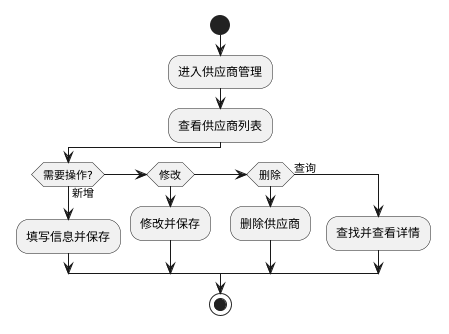 进入供应商管理
查看供应商列表
需要操作?
修改
删除
查询
新增
填写信息并保存
修改并保存
删除供应商
查找并查看详情